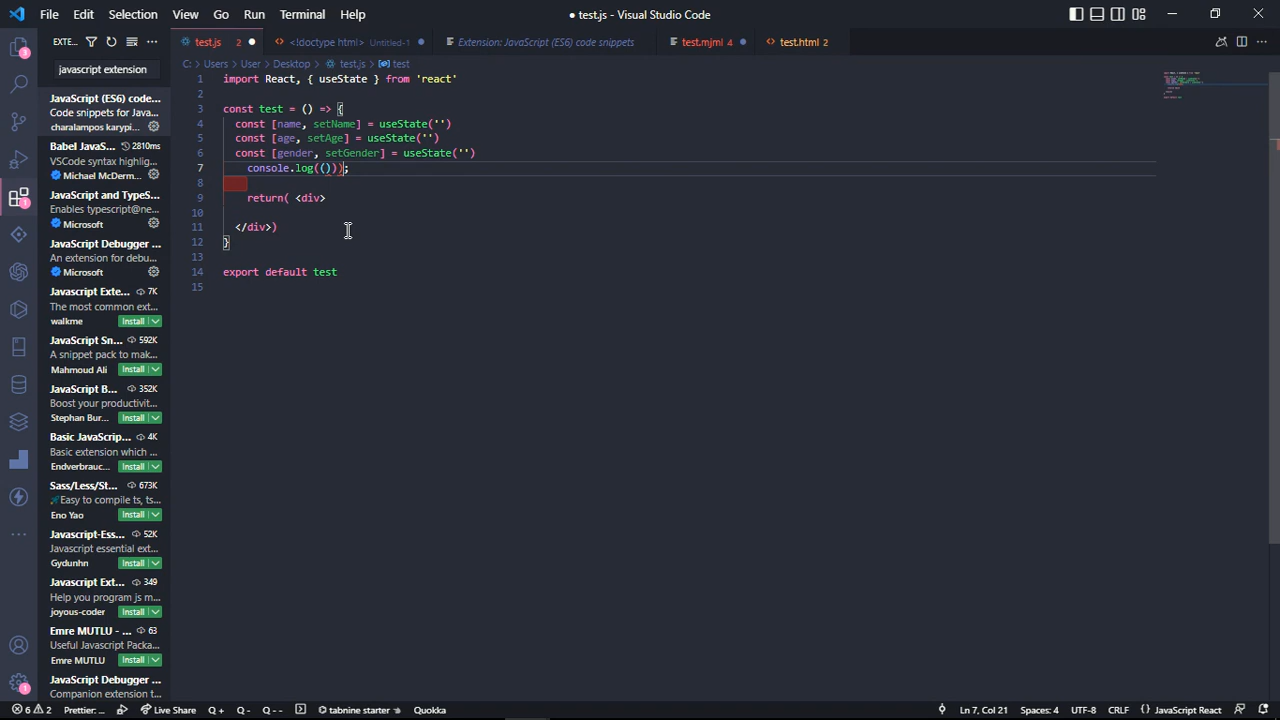 File Edit Selection View Go Run Terminal Help
● test.js - Visual Studio Code
EXTE...
test.js 2
<!doctype html> Untitled-1
Extension: JavaScript (ES6) code snippets
test.mjml 4
test.html 2
C: > Users > User > Desktop > test.js > test
javascript extension
JavaScript (ES6) code...
Code snippets for Java...
charalampos karypi...
Babel JavaS... 2810ms
VSCode syntax highlig...
Michael McDerm...
JavaScript and TypeS...
Enables typescript@ne...
Microsoft
JavaScript Debugger ...
An extension for debu...
Microsoft
Javascript Exte... 7K
The most common ext...
walkme Install
JavaScript Sn... 592K
A snippet pack to mak...
Mahmoud Ali Install
JavaScript B... 352K
Boost your productivit...
Stephan Bur... Install
Basic JavaScrip... 4K
Basic extension which ...
Endverbrauc... Install
Sass/Less/St... 673K
🚀Easy to compile ts, ts...
Eno Yao Install
Javascript-Ess... 52K
Javascript essential ext...
Gydunhn Install
Javascript Ext... 349
Help you program js m...
joyous-coder Install
Emre MUTLU - ... 63
Useful Javascript Packa...
Emre MUTLU Install
JavaScript Debugger ...
Companion extension t...
1 import React, { useState } from 'react'
2
3 const test = () => {
4 const [name, setName] = useState('')
5 const [age, setAge] = useState('')
6 const [gender, setGender] = useState('')
7 console.log(()));
8
9 return( <div>
10
11 </div>)
12 }
13
14 export default test
15
3
1
1
6 2 Prettier: ... Live Share Q + Q - Q - - tabnine starter Quokka
Ln 7, Col 21 Spaces: 4 UTF-8 CRLF {} JavaScript React